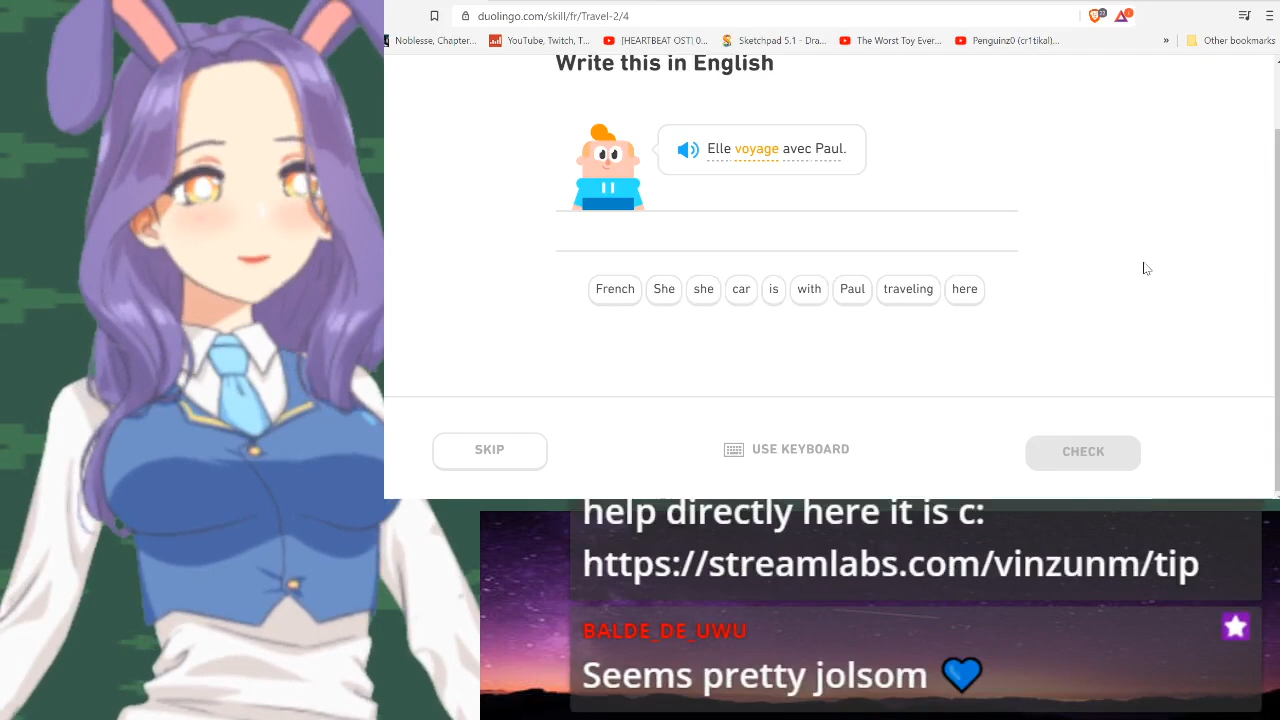 duolingo.com/skill/fr/Travel-2/4
Noblesse, Chapter... YouTube, Twitch, T... [HEARTBEAT OST] 0... Sketchpad 5.1 - D... The Worst Toy Ever... Penguinz0 (cr1tikal)... » Other bookmarks
Write this in English
Elle voyage avec Paul.
French She she car is with Paul traveling here
SKIP USE KEYBOARD CHECK
help directly here it is c:
https://streamlabs.com/vinzunm/tip
BALDE_DE_UWU
Seems pretty jolsom 💙